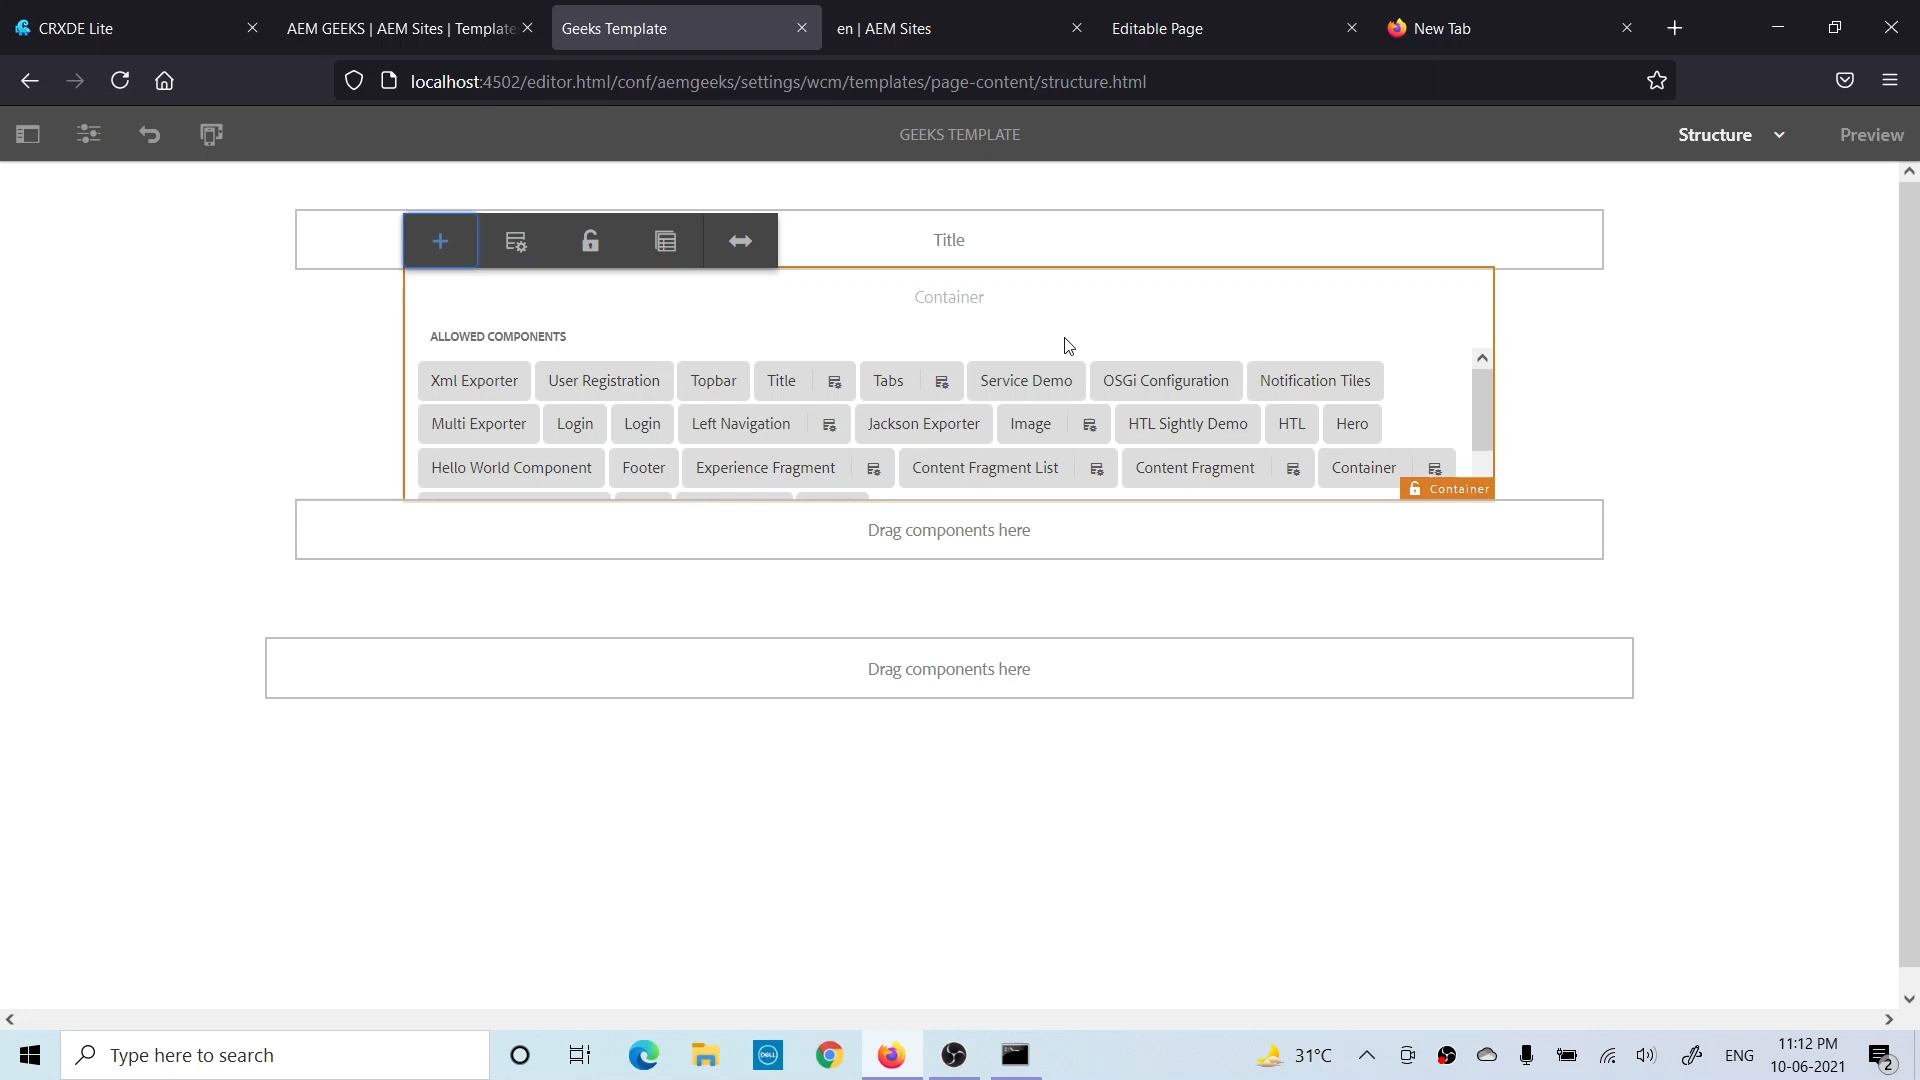 CRXDE Lite
AEM GEEKS | AEM Sites | Template
Geeks Template
en | AEM Sites
Editable Page
New Tab
localhost:4502/editor.html/conf/aemgeeks/settings/wcm/templates/page-content/structure.html
GEEKS TEMPLATE
Structure
Preview
Title
Container
ALLOWED COMPONENTS
Xml Exporter User Registration Topbar Title Tabs Service Demo OSGi Configuration Notification Tiles
Multi Exporter Login Login Left Navigation Jackson Exporter Image HTL Sightly Demo HTL Hero
Hello World Component Footer Experience Fragment Content Fragment List Content Fragment Container
Container
Drag components here
Drag components here
Type here to search
DELL
31°C
ENG
11:12 PM
10-06-2021
2